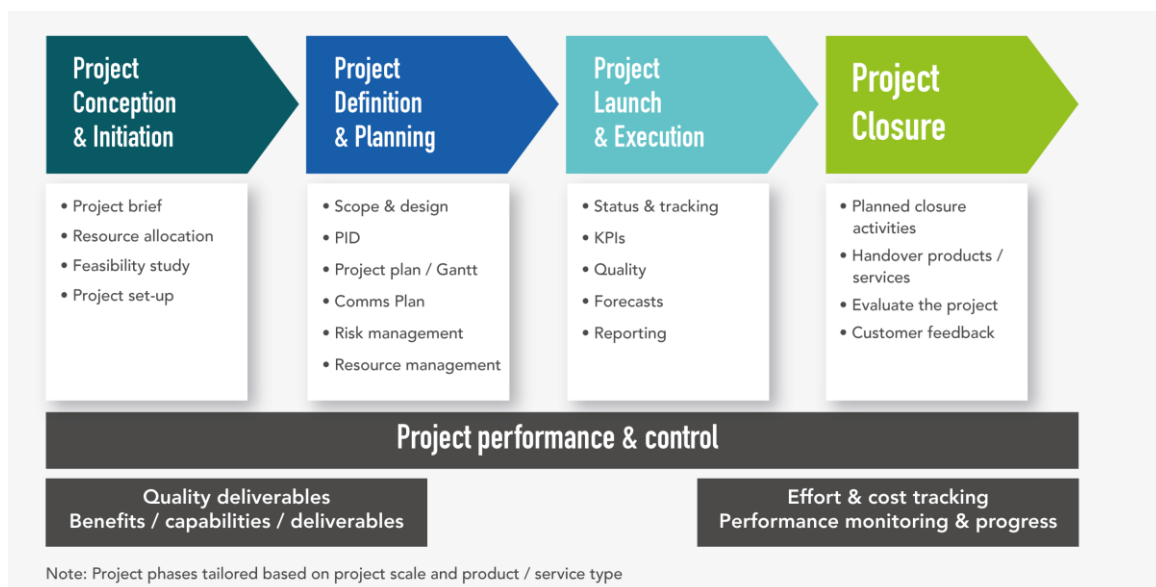 Project
Conception
& Initiation
Project
Definition
& Planning
Project
Launch
& Execution
Project
Closure
• Project brief
• Resource allocation
• Feasibility study
• Project set-up
• Scope & design
• PID
• Project plan / Gantt
• Comms Plan
• Risk management
• Resource management
• Status & tracking
• KPIs
• Quality
• Forecasts
• Reporting
• Planned closure
activities
• Handover products /
services
• Evaluate the project
• Customer feedback
Project performance & control
Quality deliverables
Benefits / capabilities / deliverables
Effort & cost tracking
Performance monitoring & progress
Note: Project phases tailored based on project scale and product / service type